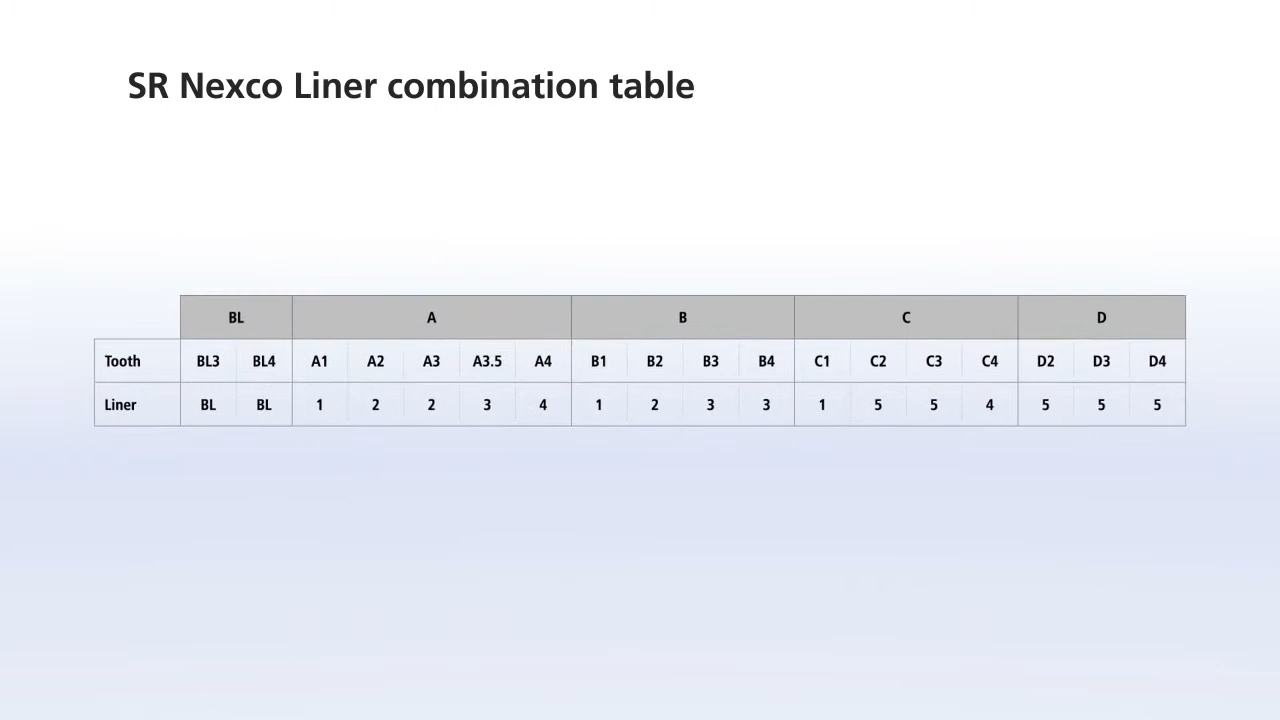 SR Nexco Liner combination table
BL A B C D
Tooth BL3 BL4 A1 A2 A3 A3.5 A4 B1 B2 B3 B4 C1 C2 C3 C4 D2 D3 D4
Liner BL BL 1 2 2 3 4 1 2 3 3 1 5 5 4 5 5 5